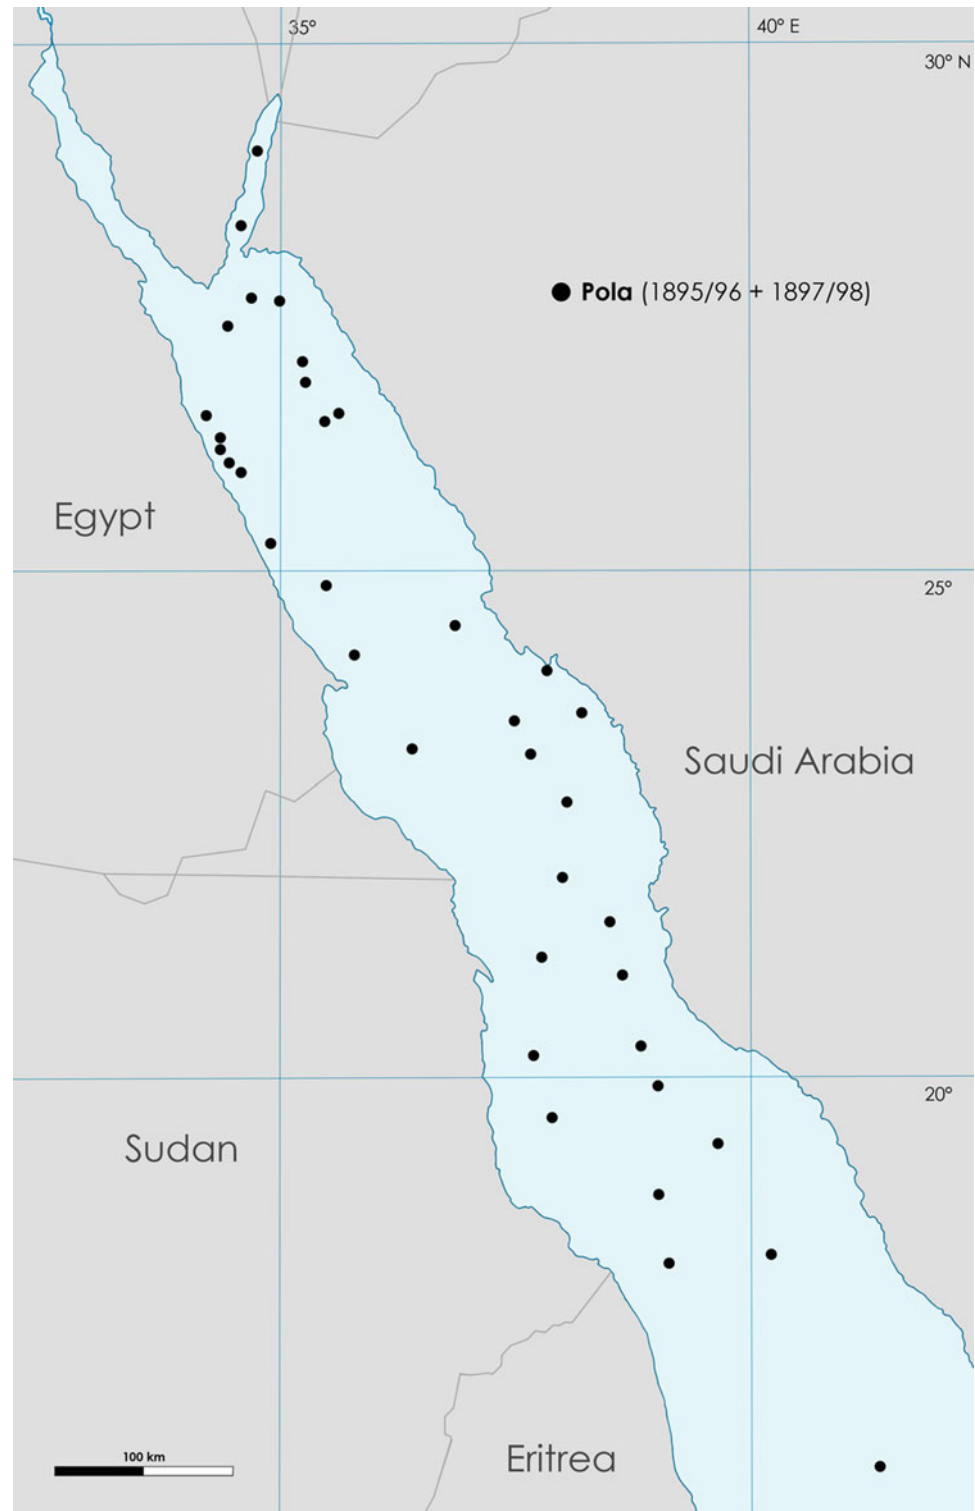 35°
40° E
30° N
Pola (1895/96 + 1897/98)
Egypt
25°
Saudi Arabia
20°
Sudan
100 km
Eritrea